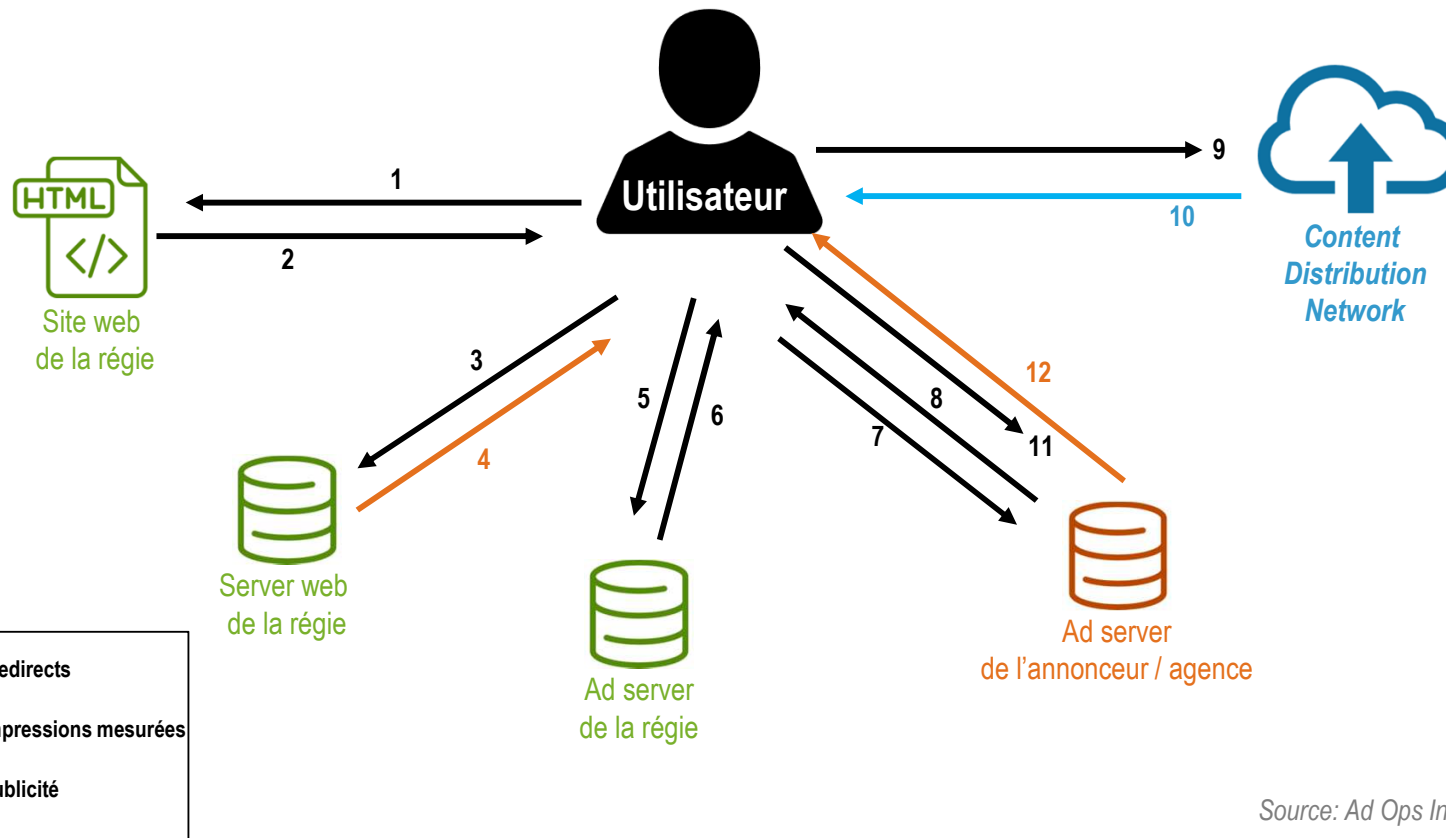 Utilisateur
HTML
</>
Site web
de la régie
1
2
3
4
5
6
7
8
9
10
11
12
Content
Distribution
Network
Server web
de la régie
Ad server
de la régie
Ad server
de l'annonceur / agence
edirects
pressions mesurées
ublicité
Source: Ad Ops In